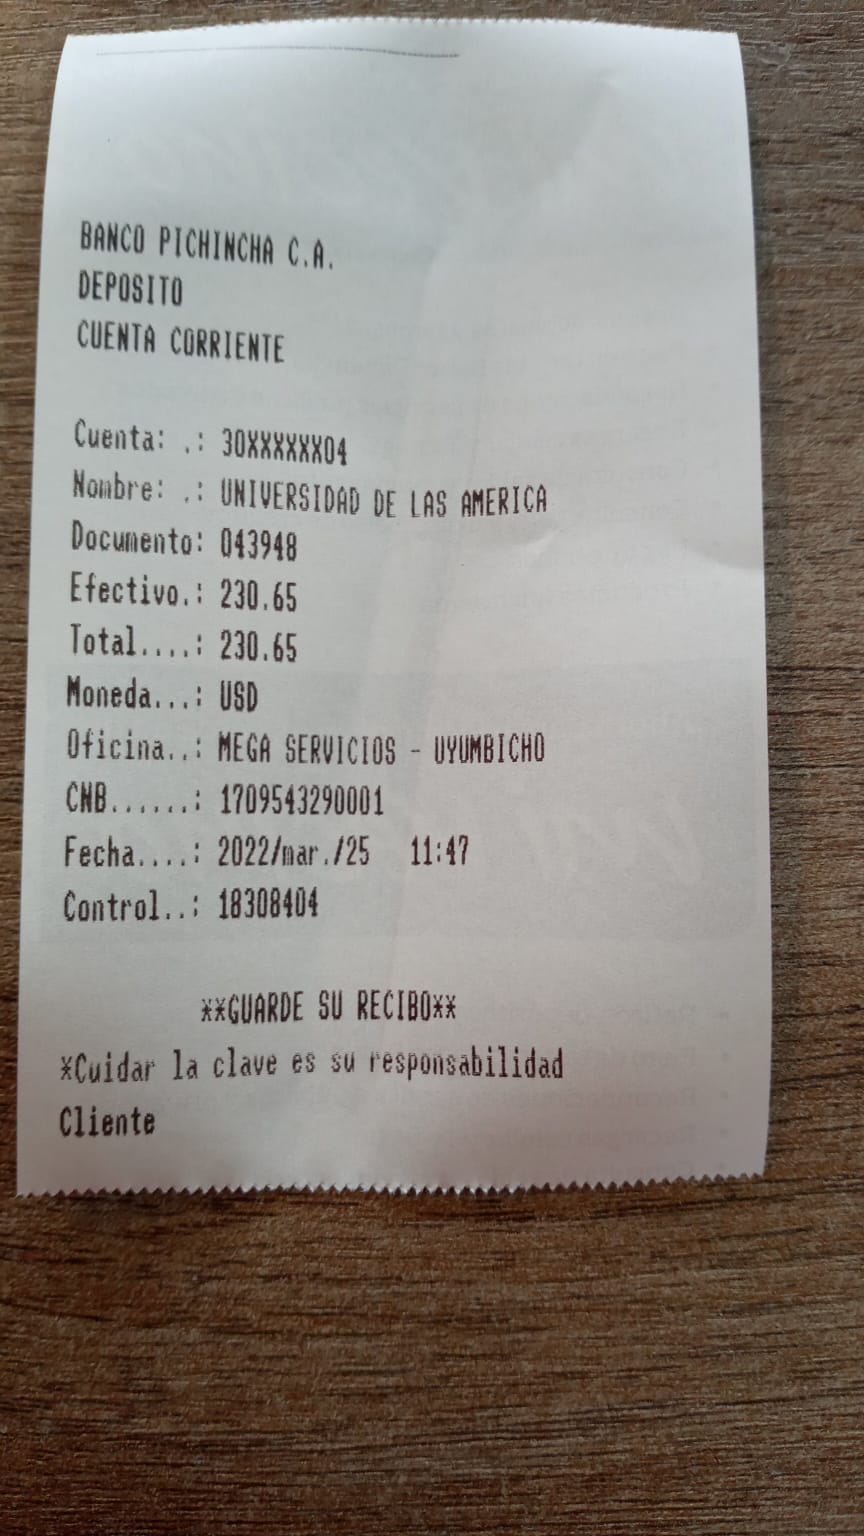 BANCO PICHINCHA C.A.
DEPOSITO
CUENTA CORRIENTE
Cuenta: .: 30XXXXXX04
Nombre: .: UNIVERSIDAD DE LAS AMERICA
Documento: 043948
Efectivo.: 230.65
Total....: 230.65
Moneda...: USD
Oficina..: MEGA SERVICIOS - UYUMBICHO
CNB......: 1709543290001
Fecha....: 2022/mar./25 11:47
Control..: 18308404
**GUARDE SU RECIBO**
*Cuidar la clave es su responsabilidad
Cliente